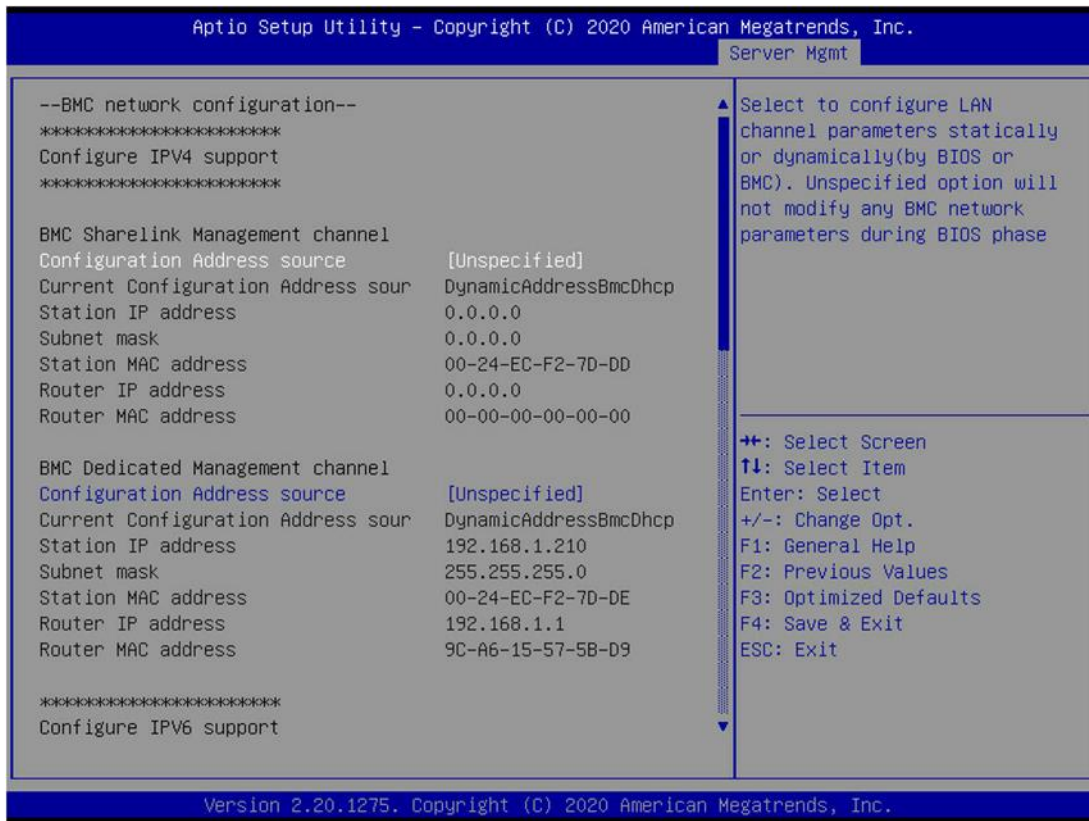 Aptio Setup Utility – Copyright (C) 2020 American Megatrends, Inc.
Server Mgmt
--BMC network configuration--
***********************
Configure IPV4 support
***********************
BMC Sharelink Management channel
Configuration Address source [Unspecified]
Current Configuration Address sour DynamicAddressBmcDhcp
Station IP address 0.0.0.0
Subnet mask 0.0.0.0
Station MAC address 00-24-EC-F2-7D-DD
Router IP address 0.0.0.0
Router MAC address 00-00-00-00-00-00
BMC Dedicated Management channel
Configuration Address source [Unspecified]
Current Configuration Address sour DynamicAddressBmcDhcp
Station IP address 192.168.1.210
Subnet mask 255.255.255.0
Station MAC address 00-24-EC-F2-7D-DE
Router IP address 192.168.1.1
Router MAC address 9C-A6-15-57-5B-D9
***********************
Configure IPV6 support
Select to configure LAN
channel parameters statically
or dynamically(by BIOS or
BMC). Unspecified option will
not modify any BMC network
parameters during BIOS phase
→←: Select Screen
↑↓: Select Item
Enter: Select
+/-: Change Opt.
F1: General Help
F2: Previous Values
F3: Optimized Defaults
F4: Save & Exit
ESC: Exit
Version 2.20.1275. Copyright (C) 2020 American Megatrends, Inc.